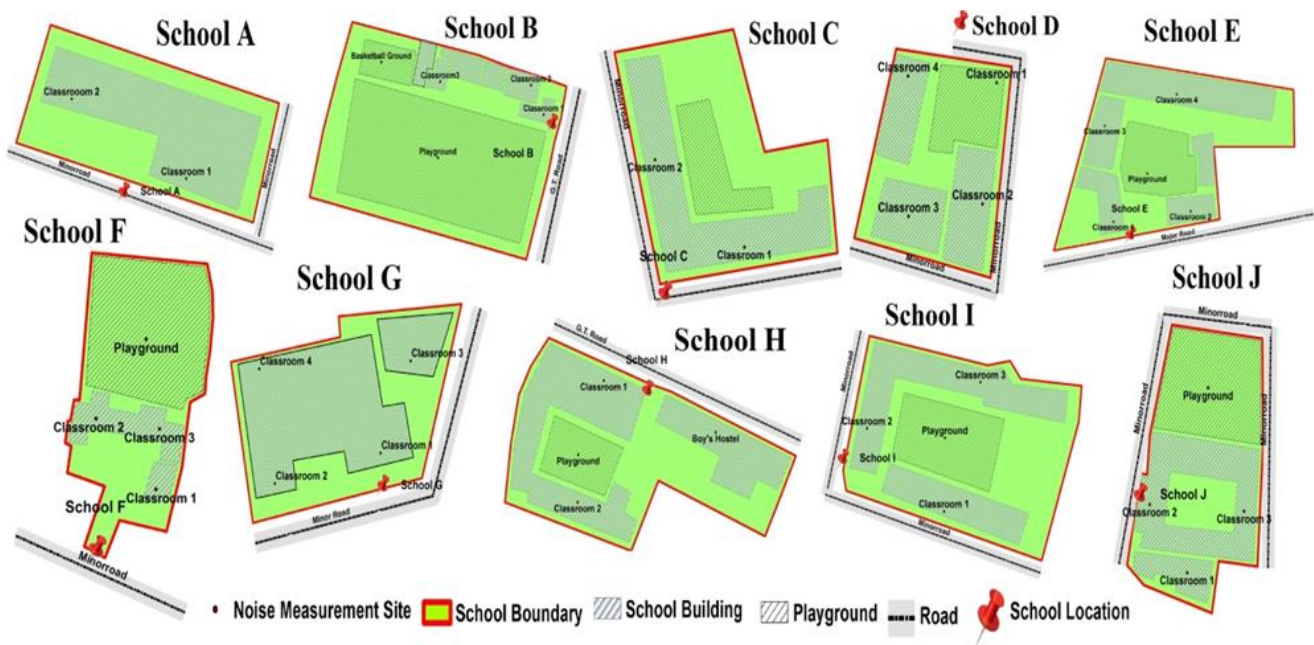 School A
Classrooom 2
Classroom 1
Minorroad
School A
Minorroad
School B
Basketball Ground
Classroom3
Playground
School B
G.T. Road
School C
Minorroad
Classroom 2
School C
Classroom 1
School D
Classroom 4
Classroom 1
Classroom 2
Classroom 3
Minorroad
Minorroad
School E
Classroom 4
Classroom 3
Playground
School E
Classroom 2
Major Road
School F
Playground
Classroom 2
Classroom 3
Classroom 1
School F
Minorroad
School G
Classroom 4
Classroom 3
Classroom 1
Classroom 2
School G
Minor Road
School H
G.T. Road
School H
Classroom 1
Boy's Hostel
Playground
Classroom 2
School I
Minorroad
Classroom 3
Classroom 2
Playground
School I
Classroom 1
Minorroad
School J
Minorroad
Minorroad
Playground
Minorroad
School J
Classroom 2
Classroom 3
Classroom 1
Noise Measurement Site
School Boundary
School Building
Playground
Road
School Location